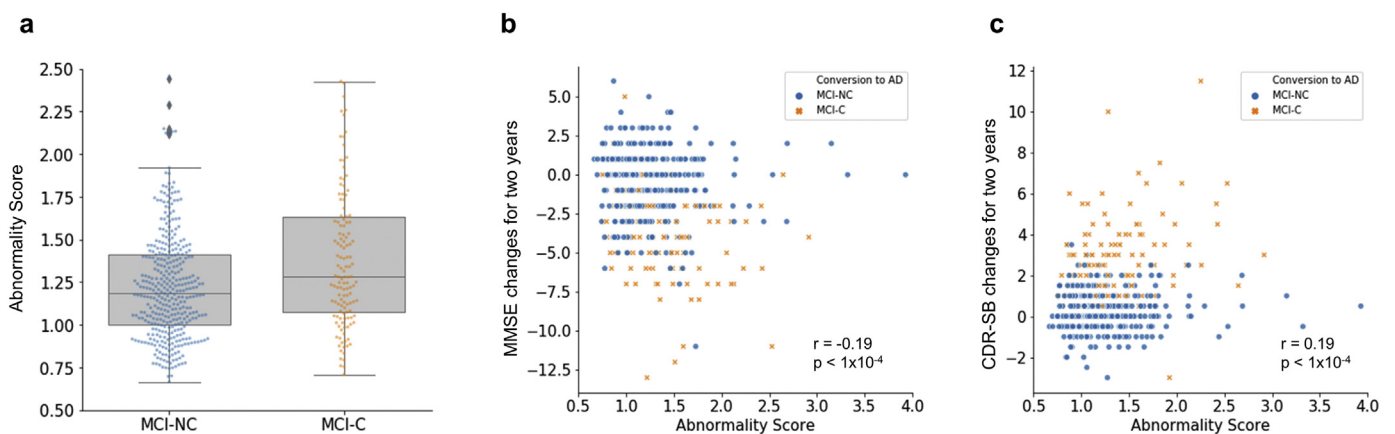 a
Abnormality Score
2.50
2.25
2.00
1.75
1.50
1.25
1.00
0.75
0.50
MCI-NC
MCI-C
b
MMSE changes for two years
5.0
2.5
0.0
−2.5
−5.0
−7.5
−10.0
−12.5
Conversion to AD
MCI-NC
MCI-C
r = -0.19
p < 1x10⁻⁴
0.5 1.0 1.5 2.0 2.5 3.0 3.5 4.0
Abnormality Score
c
CDR-SB changes for two years
12
10
8
6
4
2
0
−2
Conversion to AD
MCI-NC
MCI-C
r = 0.19
p < 1x10⁻⁴
0.5 1.0 1.5 2.0 2.5 3.0 3.5 4.0
Abnormality Score